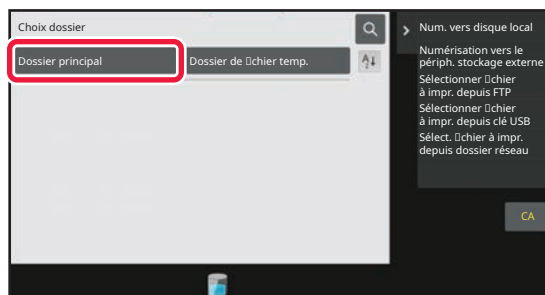 Choix dossier
Dossier principal
Dossier de ▯chier temp.
Num. vers disque local
Numérisation vers le
périph. stockage externe
Sélectionner ▯chier
à impr. depuis FTP
Sélectionner ▯chier
à impr. depuis clé USB
Sélect. ▯chier à impr.
depuis dossier réseau
CA